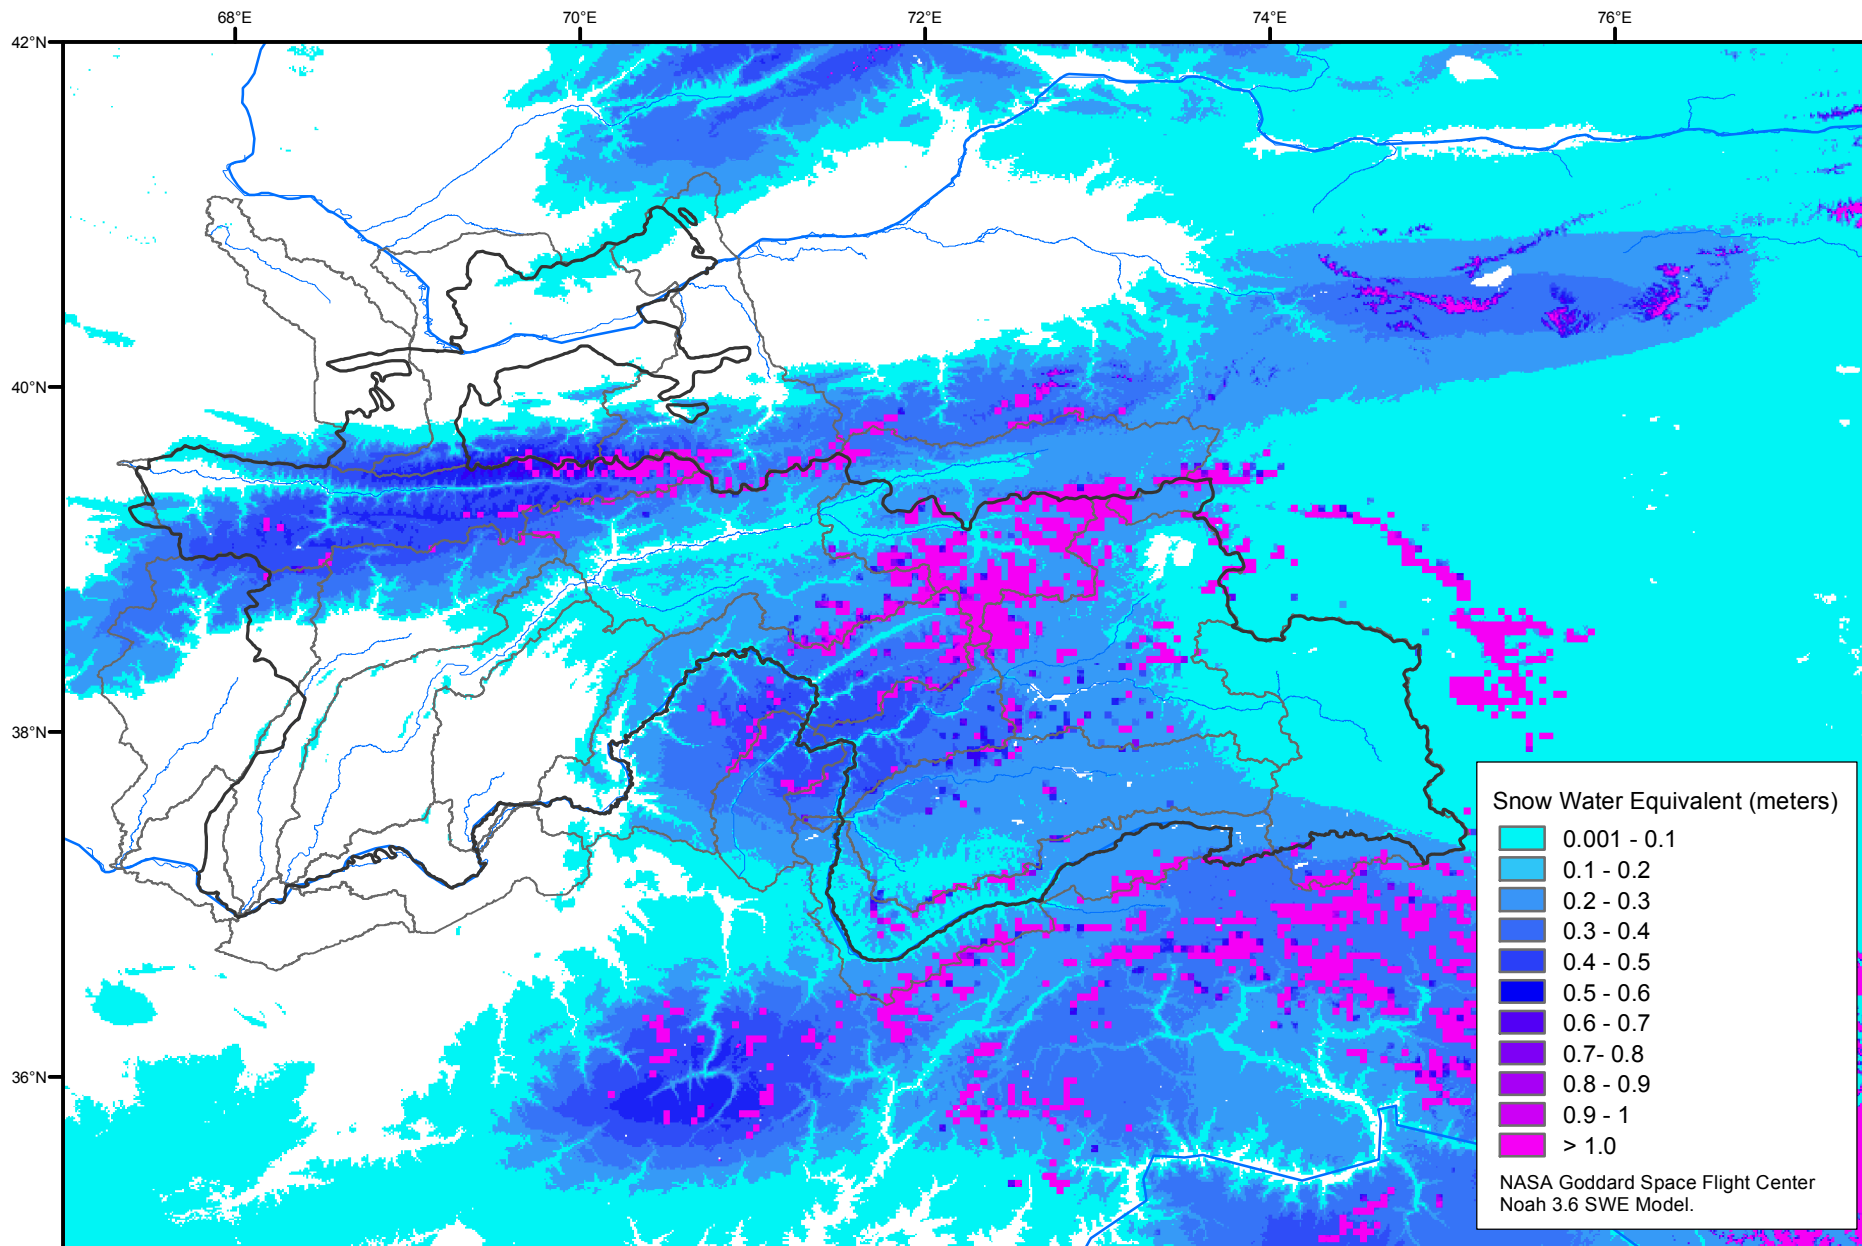 68°E 70°E 72°E 74°E 76°E
42°N
40°N
38°N
36°N
Snow Water Equivalent (meters)
0.001 - 0.1
0.1 - 0.2
0.2 - 0.3
0.3 - 0.4
0.4 - 0.5
0.5 - 0.6
0.6 - 0.7
0.7- 0.8
0.8 - 0.9
0.9 - 1
> 1.0
NASA Goddard Space Flight Center
Noah 3.6 SWE Model.